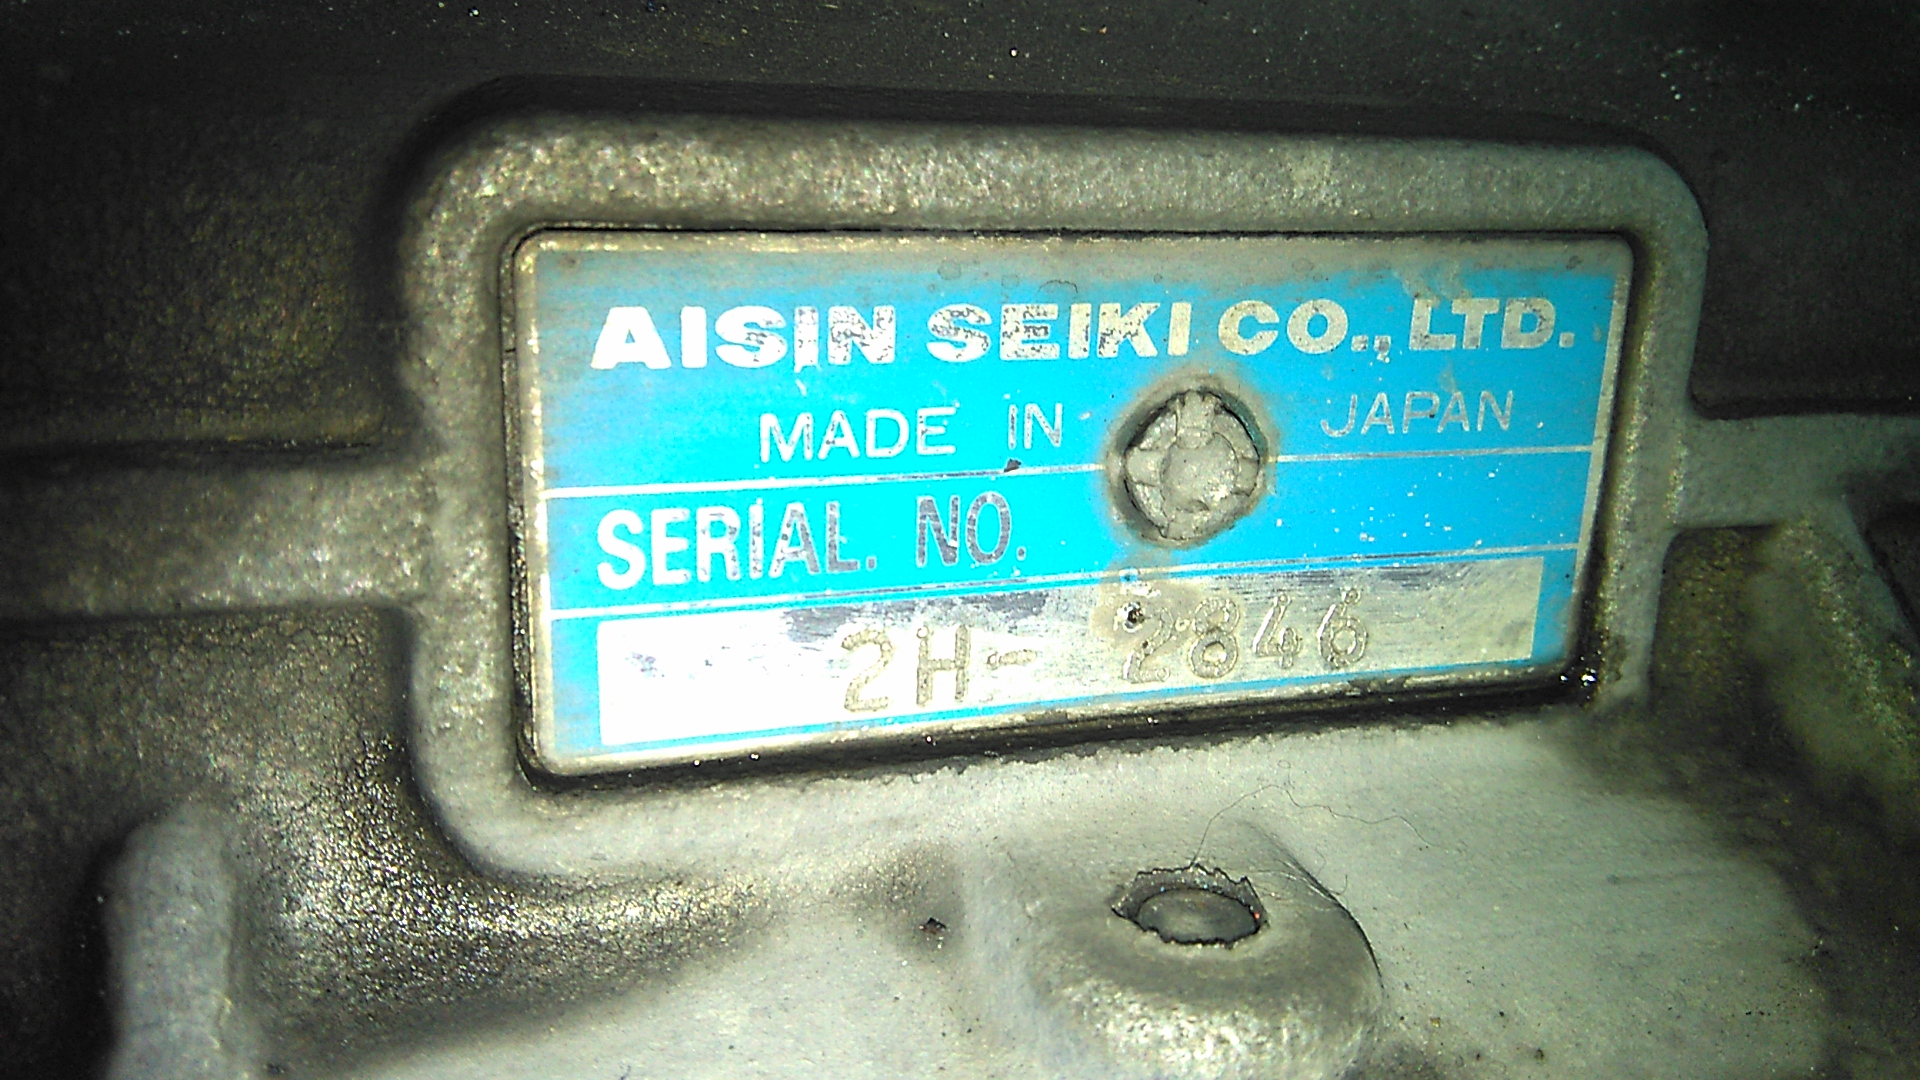 AISIN SEIKI CO., LTD.
MADE IN JAPAN
SERIAL. NO.
2H- 2846